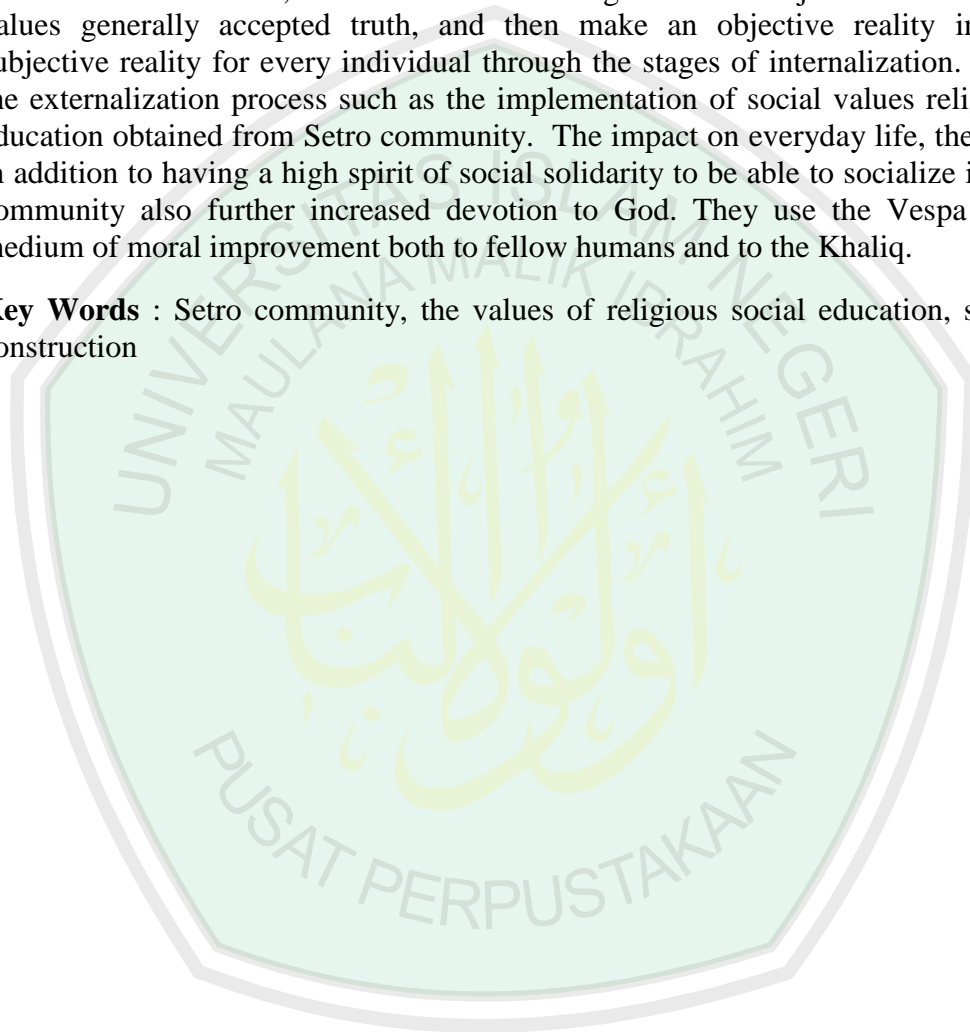 alues generally accepted truth, and then make an objective reality in
ubjective reality for every individual through the stages of internalization.
he externalization process such as the implementation of social values reli
ducation obtained from Setro community. The impact on everyday life, the
n addition to having a high spirit of social solidarity to be able to socialize i
ommunity also further increased devotion to God. They use the Vespa
medium of moral improvement both to fellow humans and to the Khaliq.
Key Words : Setro community, the values of religious social education, s
onstruction
UNIVERSITAS ISLAM NEGERI
MAULANA MALIK IBRAHIM
أولوا الألباب
PUSAT PERPUSTAKAAN